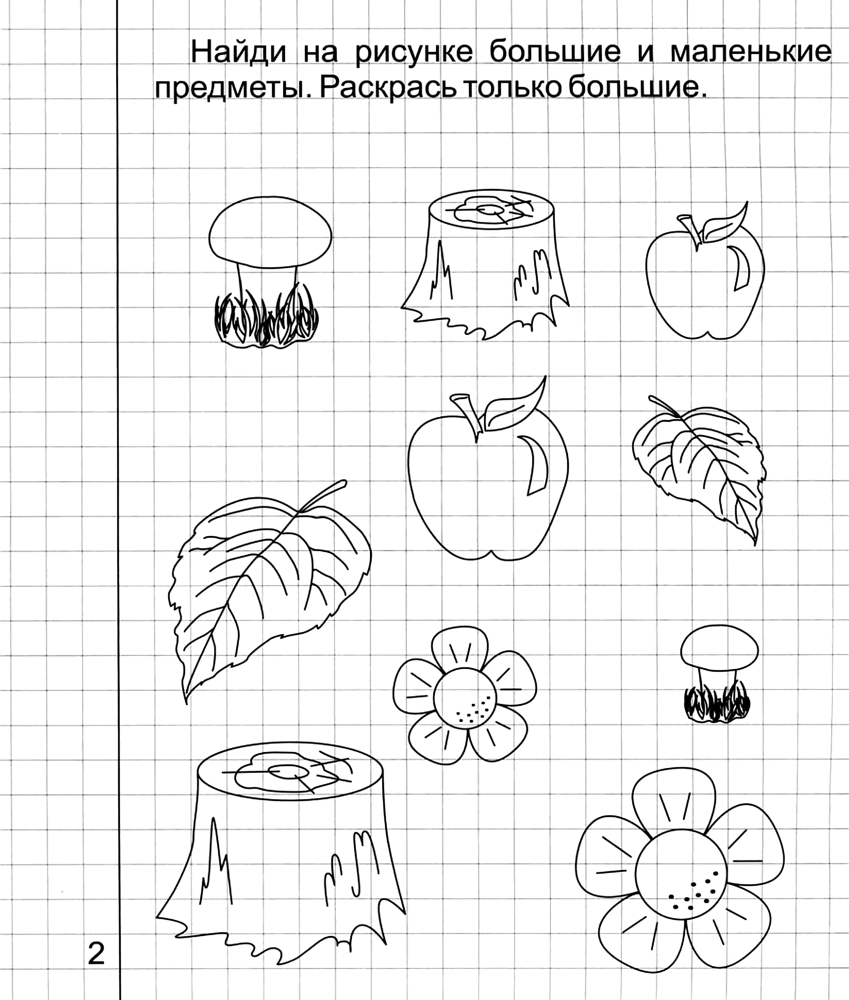 Найди на рисунке большие и маленькие
предметы. Раскрась только большие.
2